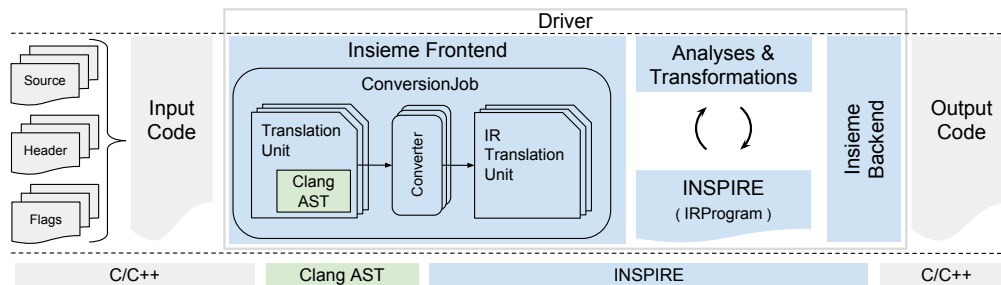 Driver
Source
Header
Flags
Input
Code
Insieme Frontend
ConversionJob
Translation
Unit
Clang
AST
Converter
IR
Translation
Unit
Analyses &
Transformations
INSPIRE
( IRProgram )
Insieme
Backend
Output
Code
C/C++
Clang AST
INSPIRE
C/C++